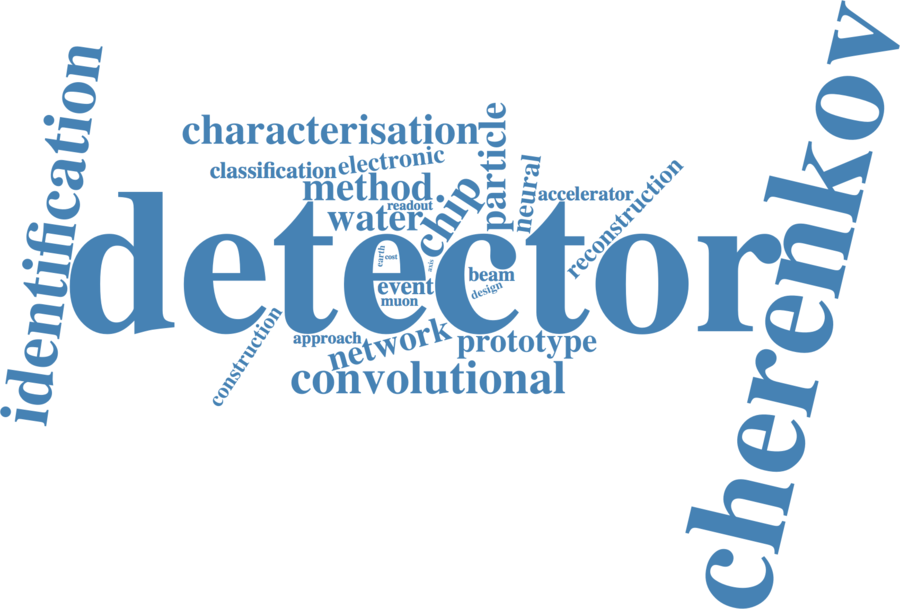 cherenkov
identification
characterisation
particle
classification
electronic
neural
method
chip
accelerator
readout
water
reconstruction
detector
earth
cost
axis
beam
event
design
muon
construction
approach
network
prototype
convolutional